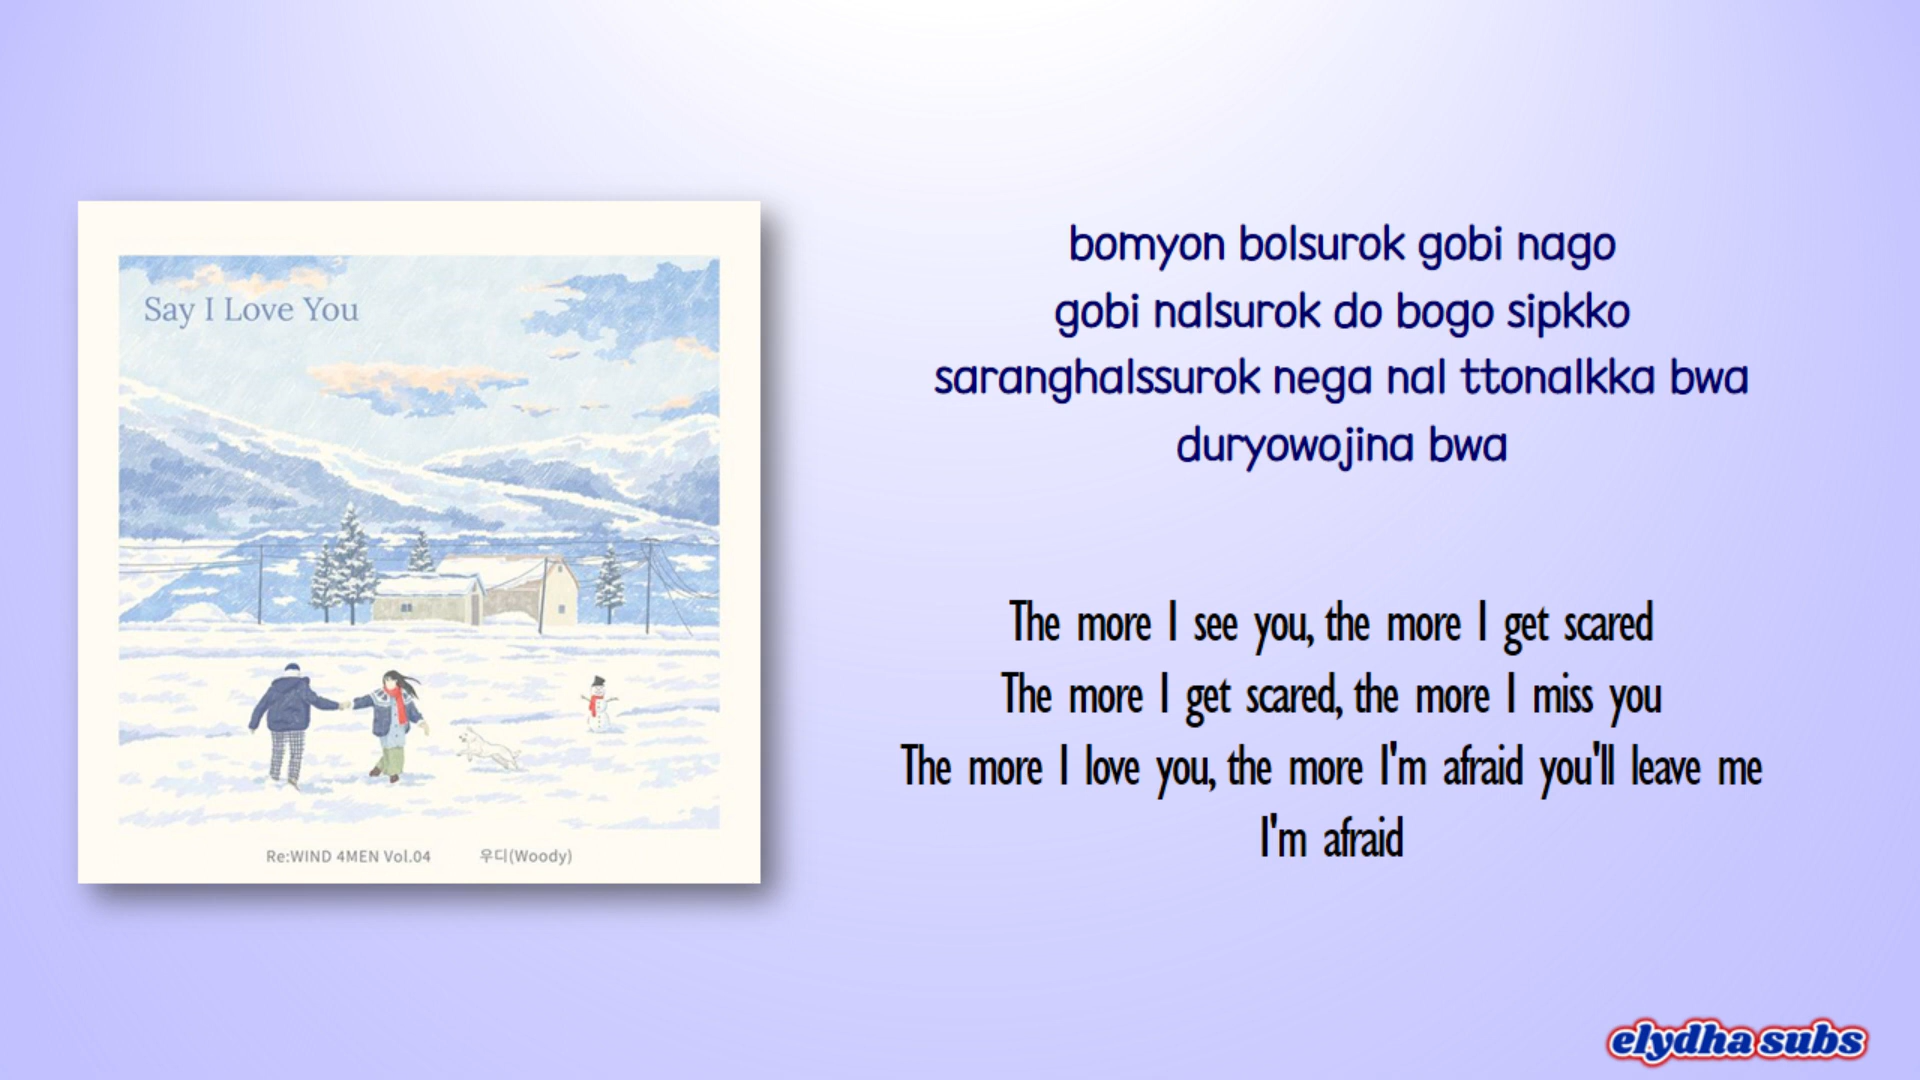 Say I Love You
Re:WIND 4MEN Vol.04 우디(Woody)
bomyon bolsurok gobi nago
gobi nalsurok do bogo sipkko
saranghalssurok nega nal ttonalkka bwa
duryowojina bwa
The more I see you, the more I get scared
The more I get scared, the more I miss you
The more I love you, the more I'm afraid you'll leave me
I'm afraid
elydha subs